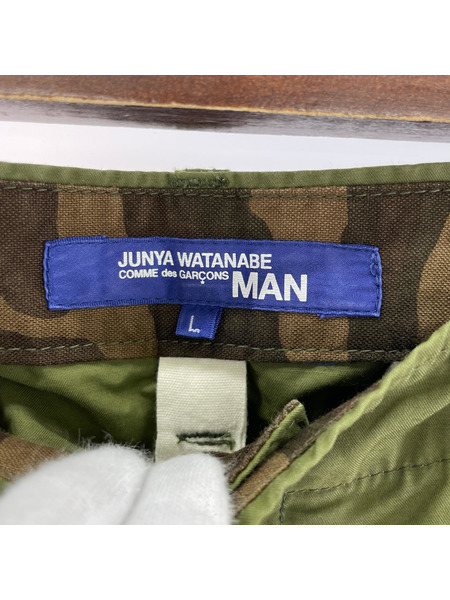 JUNYA WATANABE
COMME des GARÇONS
MAN
L